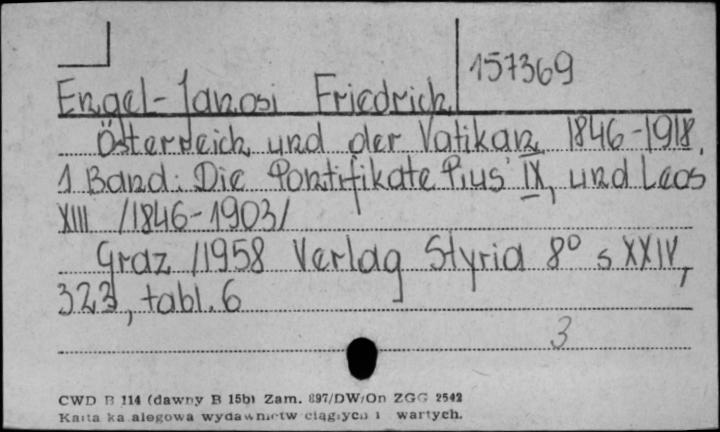 157369
Engel-Janosi Friedrich
Österreich und der Vatikan 1846-1918.
1 Band: Die Pontifikate Pius' IX, und Leos
XIII /1846-1903/
Graz /1958 Verlag Styria 8° s XXIV,
323, tabl. 6
3
CWD B 114 (dawny B 15b) Zam. 897/DW/On ZGG 2542
Karta ka alogowa wydawnictw ciągłych i wartych.